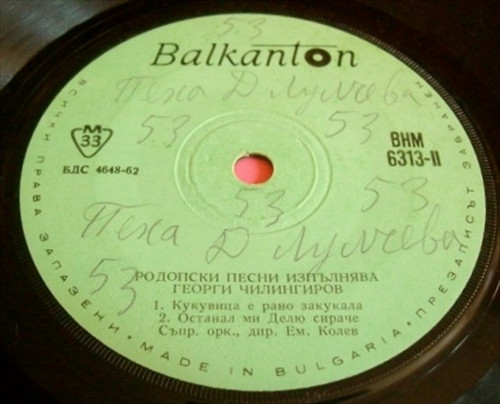 Balkanton
53
Пена Д Лумчева
53 53
M
33
БДС 4648-62
ВНМ
6313-II
53 53
Пена Д Лумчева
53
РОДОПСКИ ПЕСНИ ИЗПЪЛНЯВА
ГЕОРГИ ЧИЛИНГИРОВ
1. Кукувица е рано закукала
2. Останал ми Делю сираче
Съпр. орк., дир. Ем. Колев
ВСИЧКИ ПРАВА ЗАПАЗЕНИ • MADE IN BULGARIA • ПРЕЗАПИСЪТ ЗАБРАНЕН